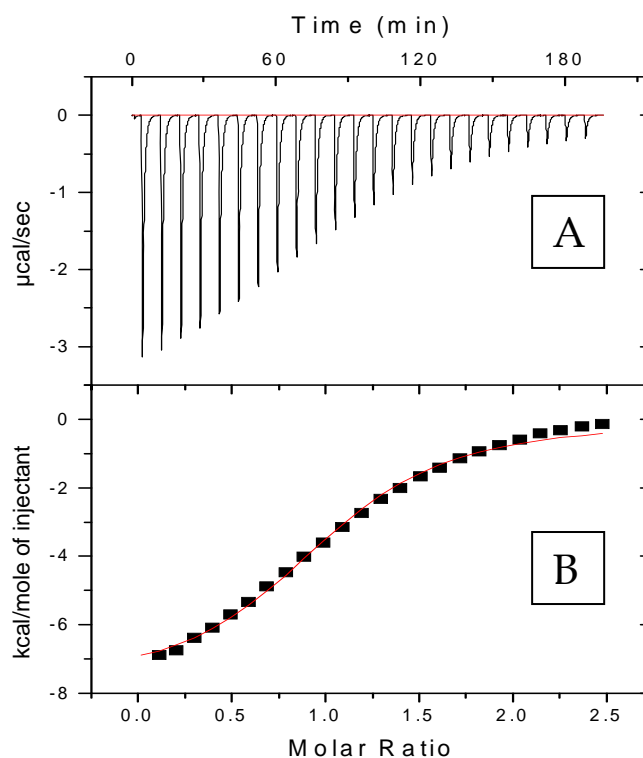 Time (min)
0 60 120 180
0
-1
-2
-3
µcal/sec
A
0
-2
-4
-6
-8
kcal/mole of injectant
B
0.0 0.5 1.0 1.5 2.0 2.5
Molar Ratio